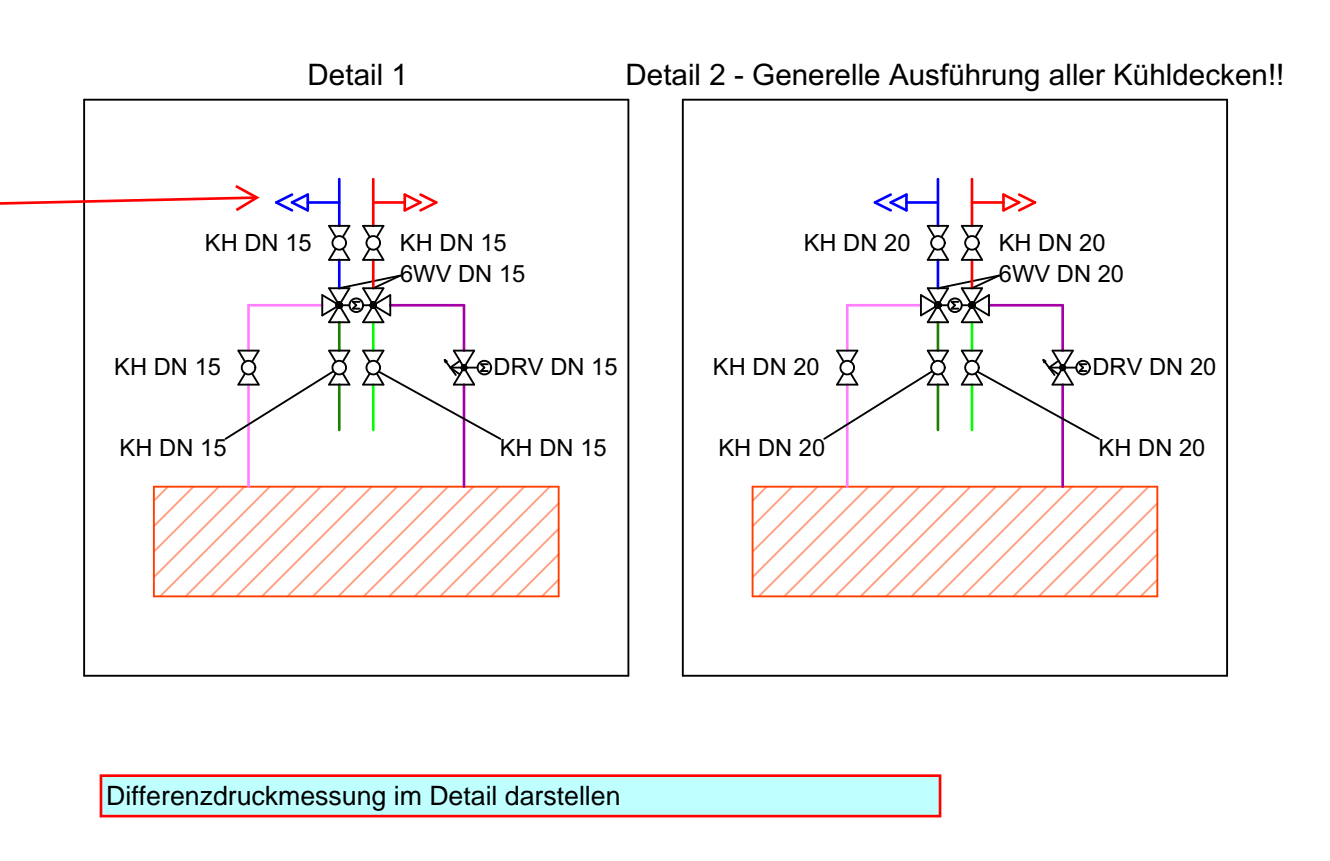 Detail 1
Detail 2 - Generelle Ausführung aller Kühldecken!!
KH DN 15
KH DN 15
6WV DN 15
KH DN 15
DRV DN 15
KH DN 15
KH DN 15
KH DN 20
KH DN 20
6WV DN 20
KH DN 20
DRV DN 20
KH DN 20
KH DN 20
Differenzdruckmessung im Detail darstellen